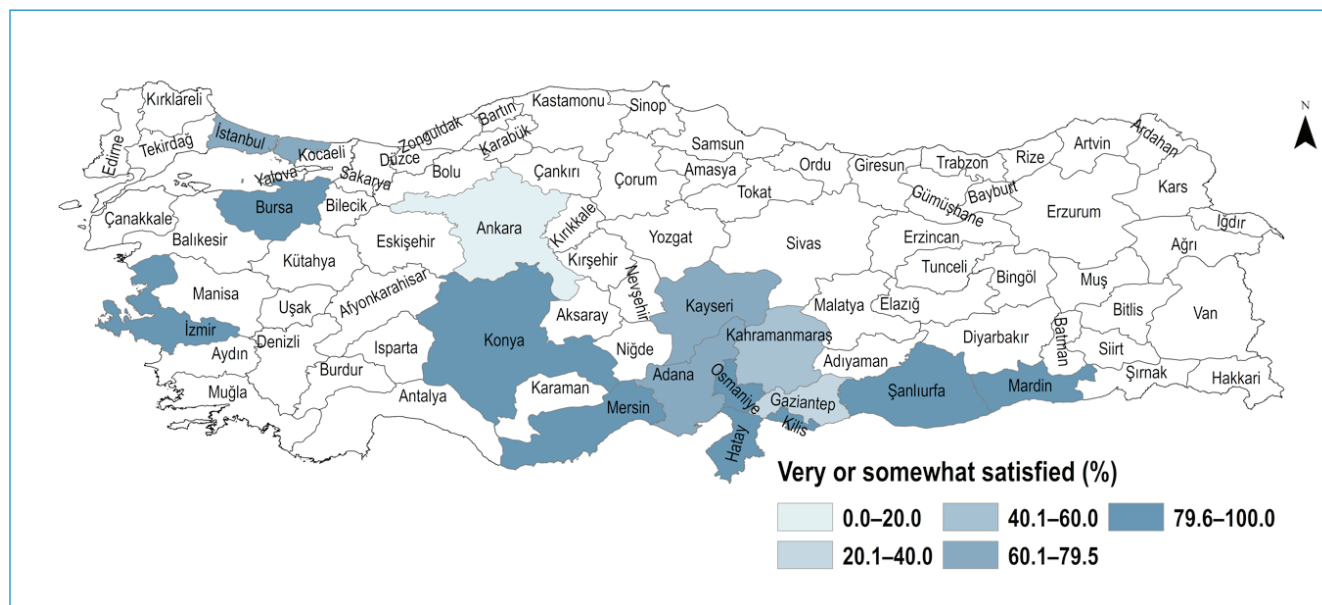 Kırklareli
Kastamonu
Sinop
N
Edirne
Tekirdağ
İstanbul
Kocaeli
Yalova
Sakarya
Düzce
Zonguldak
Bartın
Karabük
Bolu
Çankırı
Samsun
Amasya
Çorum
Tokat
Ordu
Giresun
Trabzon
Rize
Artvin
Ardahan
Gümüşhane
Bayburt
Erzurum
Kars
Iğdır
Ağrı
Çanakkale
Balıkesir
Bursa
Bilecik
Eskişehir
Ankara
Kırıkkale
Yozgat
Sivas
Erzincan
Tunceli
Bingöl
Muş
Kütahya
Kırşehir
Nevşehir
Kayseri
Malatya
Elazığ
Bitlis
Van
Manisa
Uşak
Afyonkarahisar
Aksaray
Kahramanmaraş
Diyarbakır
Batman
Siirt
İzmir
Aydın
Denizli
Isparta
Konya
Niğde
Adıyaman
Şırnak
Hakkari
Muğla
Burdur
Antalya
Karaman
Mersin
Adana
Osmaniye
Gaziantep
Şanlıurfa
Mardin
Kilis
Hatay
Very or somewhat satisfied (%)
0.0–20.0
40.1–60.0
79.6–100.0
20.1–40.0
60.1–79.5